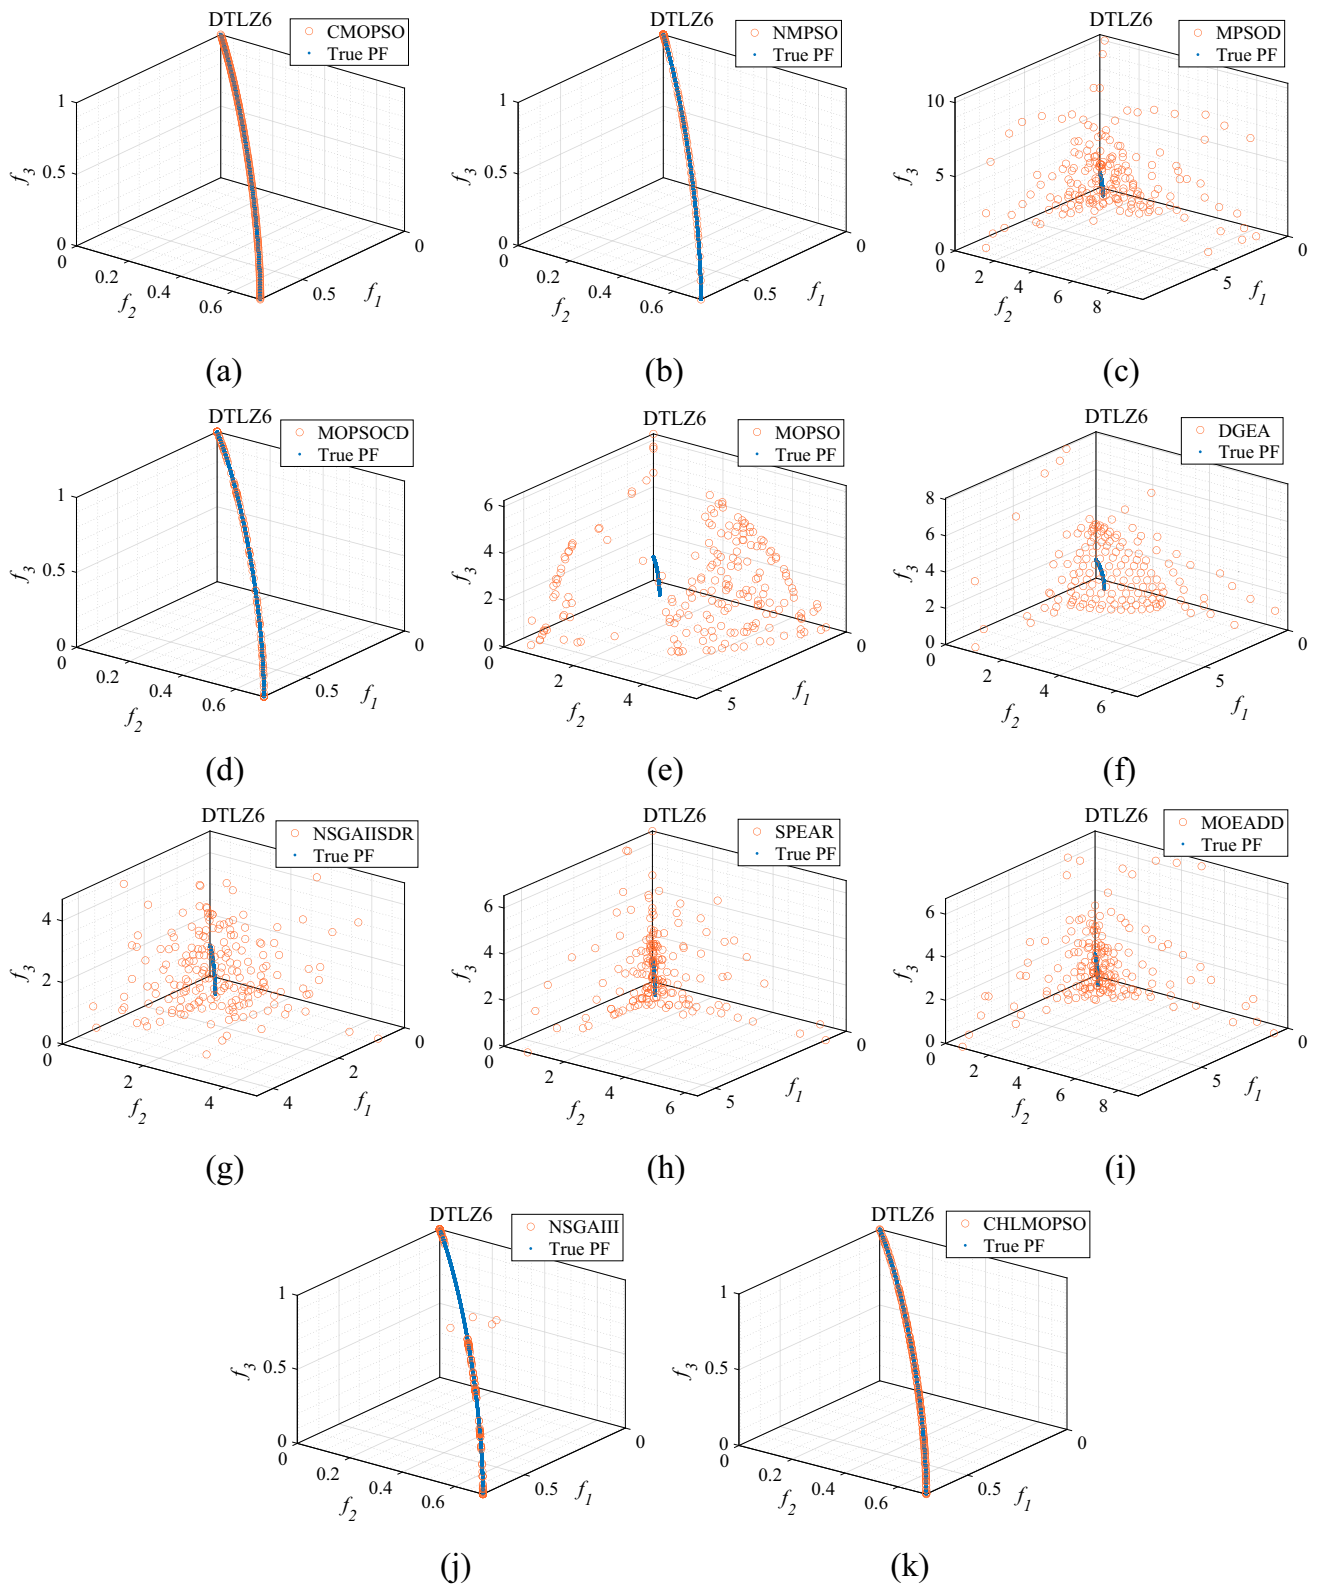 DTLZ6
CMOPSO
True PF
1
0.5
0
f3
0
0.2
0.4
0.6
f2
0.5
0
f1
(a)
DTLZ6
NMPSO
True PF
1
0.5
0
f3
0
0.2
0.4
0.6
f2
0.5
0
f1
(b)
DTLZ6
MPSOD
True PF
10
5
0
f3
0
2
4
6
8
f2
5
0
f1
(c)
DTLZ6
MOPSOCD
True PF
1
0.5
0
f3
0
0.2
0.4
0.6
f2
0.5
0
f1
(d)
DTLZ6
MOPSO
True PF
6
4
2
0
f3
0
2
4
f2
5
0
f1
(e)
DTLZ6
DGEA
True PF
8
6
4
2
0
f3
0
2
4
6
f2
5
0
f1
(f)
DTLZ6
NSGAIISDR
True PF
4
2
0
f3
0
2
4
f2
4
2
0
f1
(g)
DTLZ6
SPEAR
True PF
6
4
2
0
f3
0
2
4
6
f2
5
0
f1
(h)
DTLZ6
MOEADD
True PF
6
4
2
0
f3
0
2
4
6
8
f2
5
0
f1
(i)
DTLZ6
NSGAIII
True PF
1
0.5
0
f3
0
0.2
0.4
0.6
f2
0.5
0
f1
(j)
DTLZ6
CHLMOPSO
True PF
1
0.5
0
f3
0
0.2
0.4
0.6
f2
0.5
0
f1
(k)